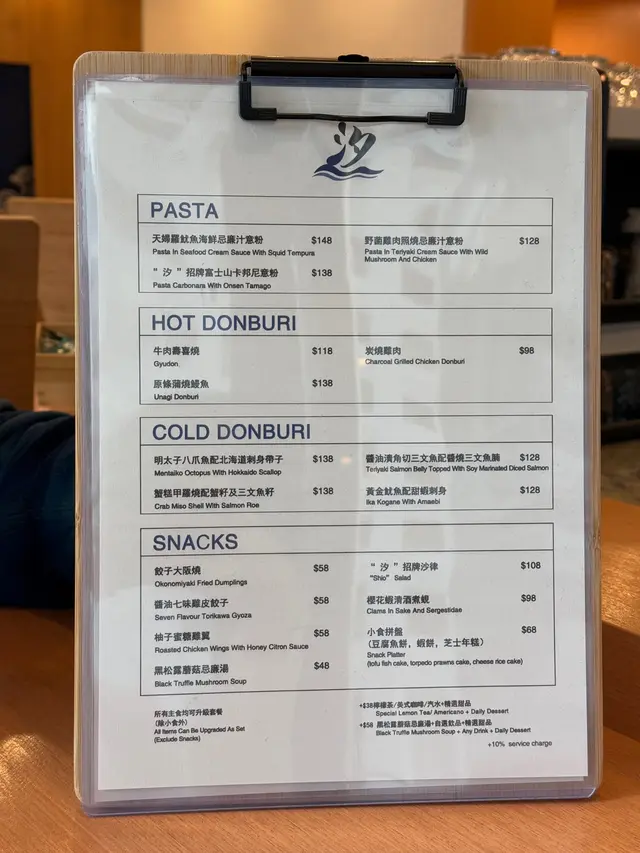 汐
PASTA
天婦羅魷魚海鮮忌廉汁意粉 $148
Pasta In Seafood Cream Sauce With Squid Tempura
野菌雞肉照燒忌廉汁意粉 $128
Pasta In Teriyaki Cream Sauce With Wild
Mushroom And Chicken
“汐”招牌富士山卡邦尼意粉 $138
Pasta Carbonara With Onsen Tamago
HOT DONBURI
牛肉壽喜燒 $118
Gyudon
炭燒雞肉 $98
Charcoal Grilled Chicken Donburi
原條蒲燒鰻魚 $138
Unagi Donburi
COLD DONBURI
明太子八爪魚配北海道刺身帶子 $138
Mentaiko Octopus With Hokkaido Scallop
醬油漬角切三文魚配醬燒三文魚腩 $128
Teriyaki Salmon Belly Topped With Soy Marinated Diced Salmon
蟹糕甲羅燒配蟹籽及三文魚籽 $138
Crab Miso Shell With Salmon Roe
黃金魷魚配甜蝦刺身 $128
Ika Kogane With Amaebi
SNACKS
餃子大阪燒 $58
Okonomiyaki Fried Dumplings
“汐”招牌沙律 $108
“Shio” Salad
醬油七味雞皮餃子 $58
Seven Flavour Torikawa Gyoza
櫻花蝦清酒煮蜆 $98
Clams In Sake And Sergestidae
柚子蜜糖雞翼 $58
Roasted Chicken Wings With Honey Citron Sauce
小食拼盤 $68
(豆腐魚餅，蝦餅，芝士年糕)
Snack Platter
(tofu fish cake, torpedo prawns cake, cheese rice cake)
黑松露蘑菇忌廉湯 $48
Black Truffle Mushroom Soup
所有主食均可升級套餐
(除小食外)
All Items Can Be Upgraded As Set
(Exclude Snacks)
+$38檸檬茶/美式咖啡/汽水+精選甜品
Special Lemon Tea/ Americano + Daily Dessert
+$58 黑松露蘑菇忌廉湯+自選飲品+精選甜品
Black Truffle Mushroom Soup + Any Drink + Daily Dessert
+10% service charge